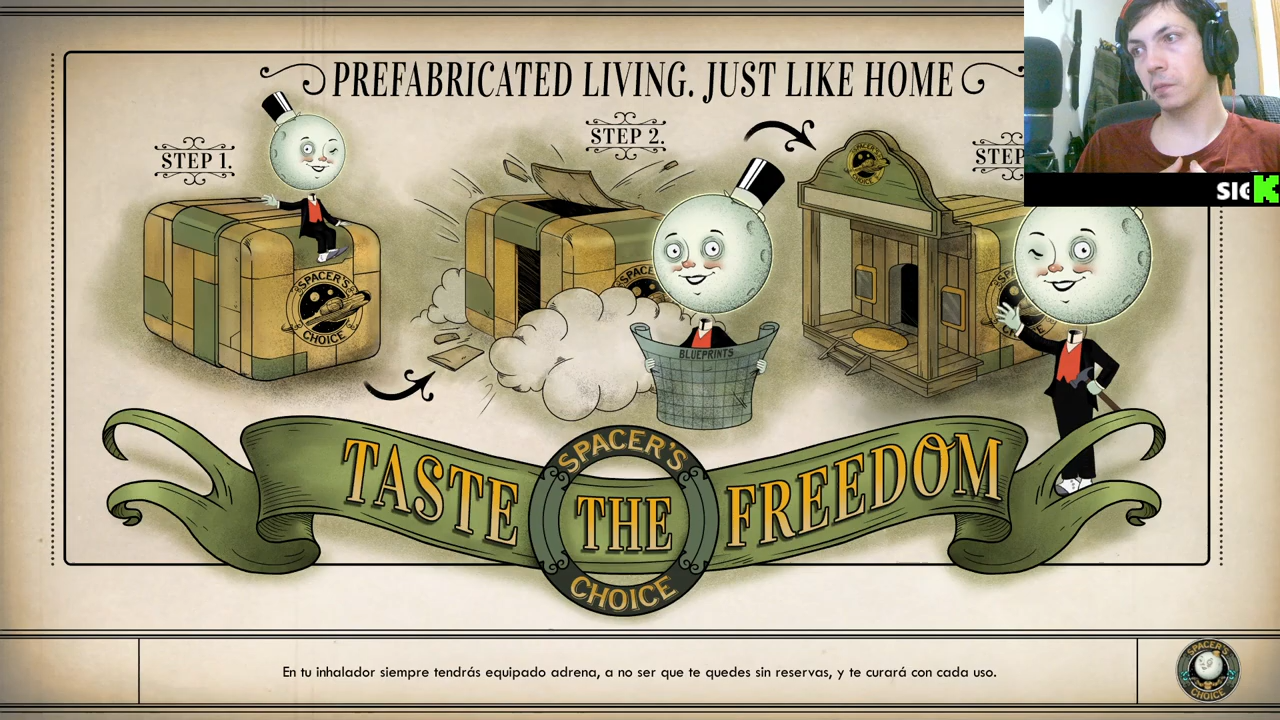 PREFABRICATED LIVING. JUST LIKE HOME
STEP 1.
STEP 2.
STEP
SPACER'S
CHOICE
SPACER'S
CHOICE
BLUEPRINTS
TASTE THE FREEDOM
SPACER'S
CHOICE
En tu inhalador siempre tendrás equipado adrena, a no ser que te quedes sin reservas, y te curará con cada uso.
SPACER'S
CHOICE